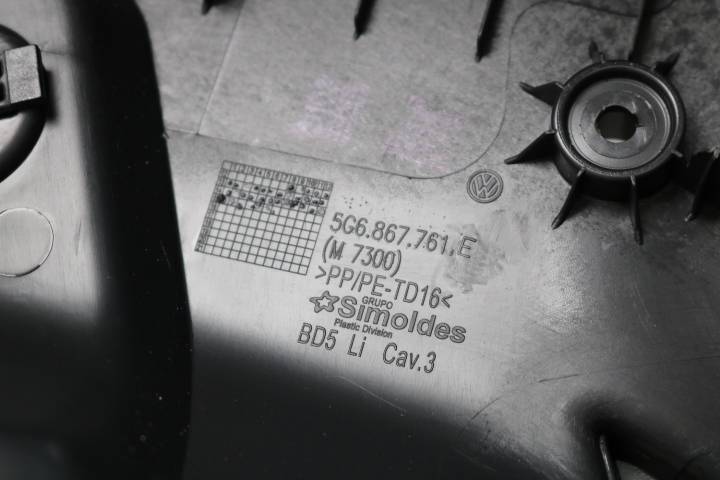 5G6.867.761.E
(M 7300)
>PP/PE-TD16<
GRUPO
Simoldes
Plastic Division
BD5 Li Cav.3